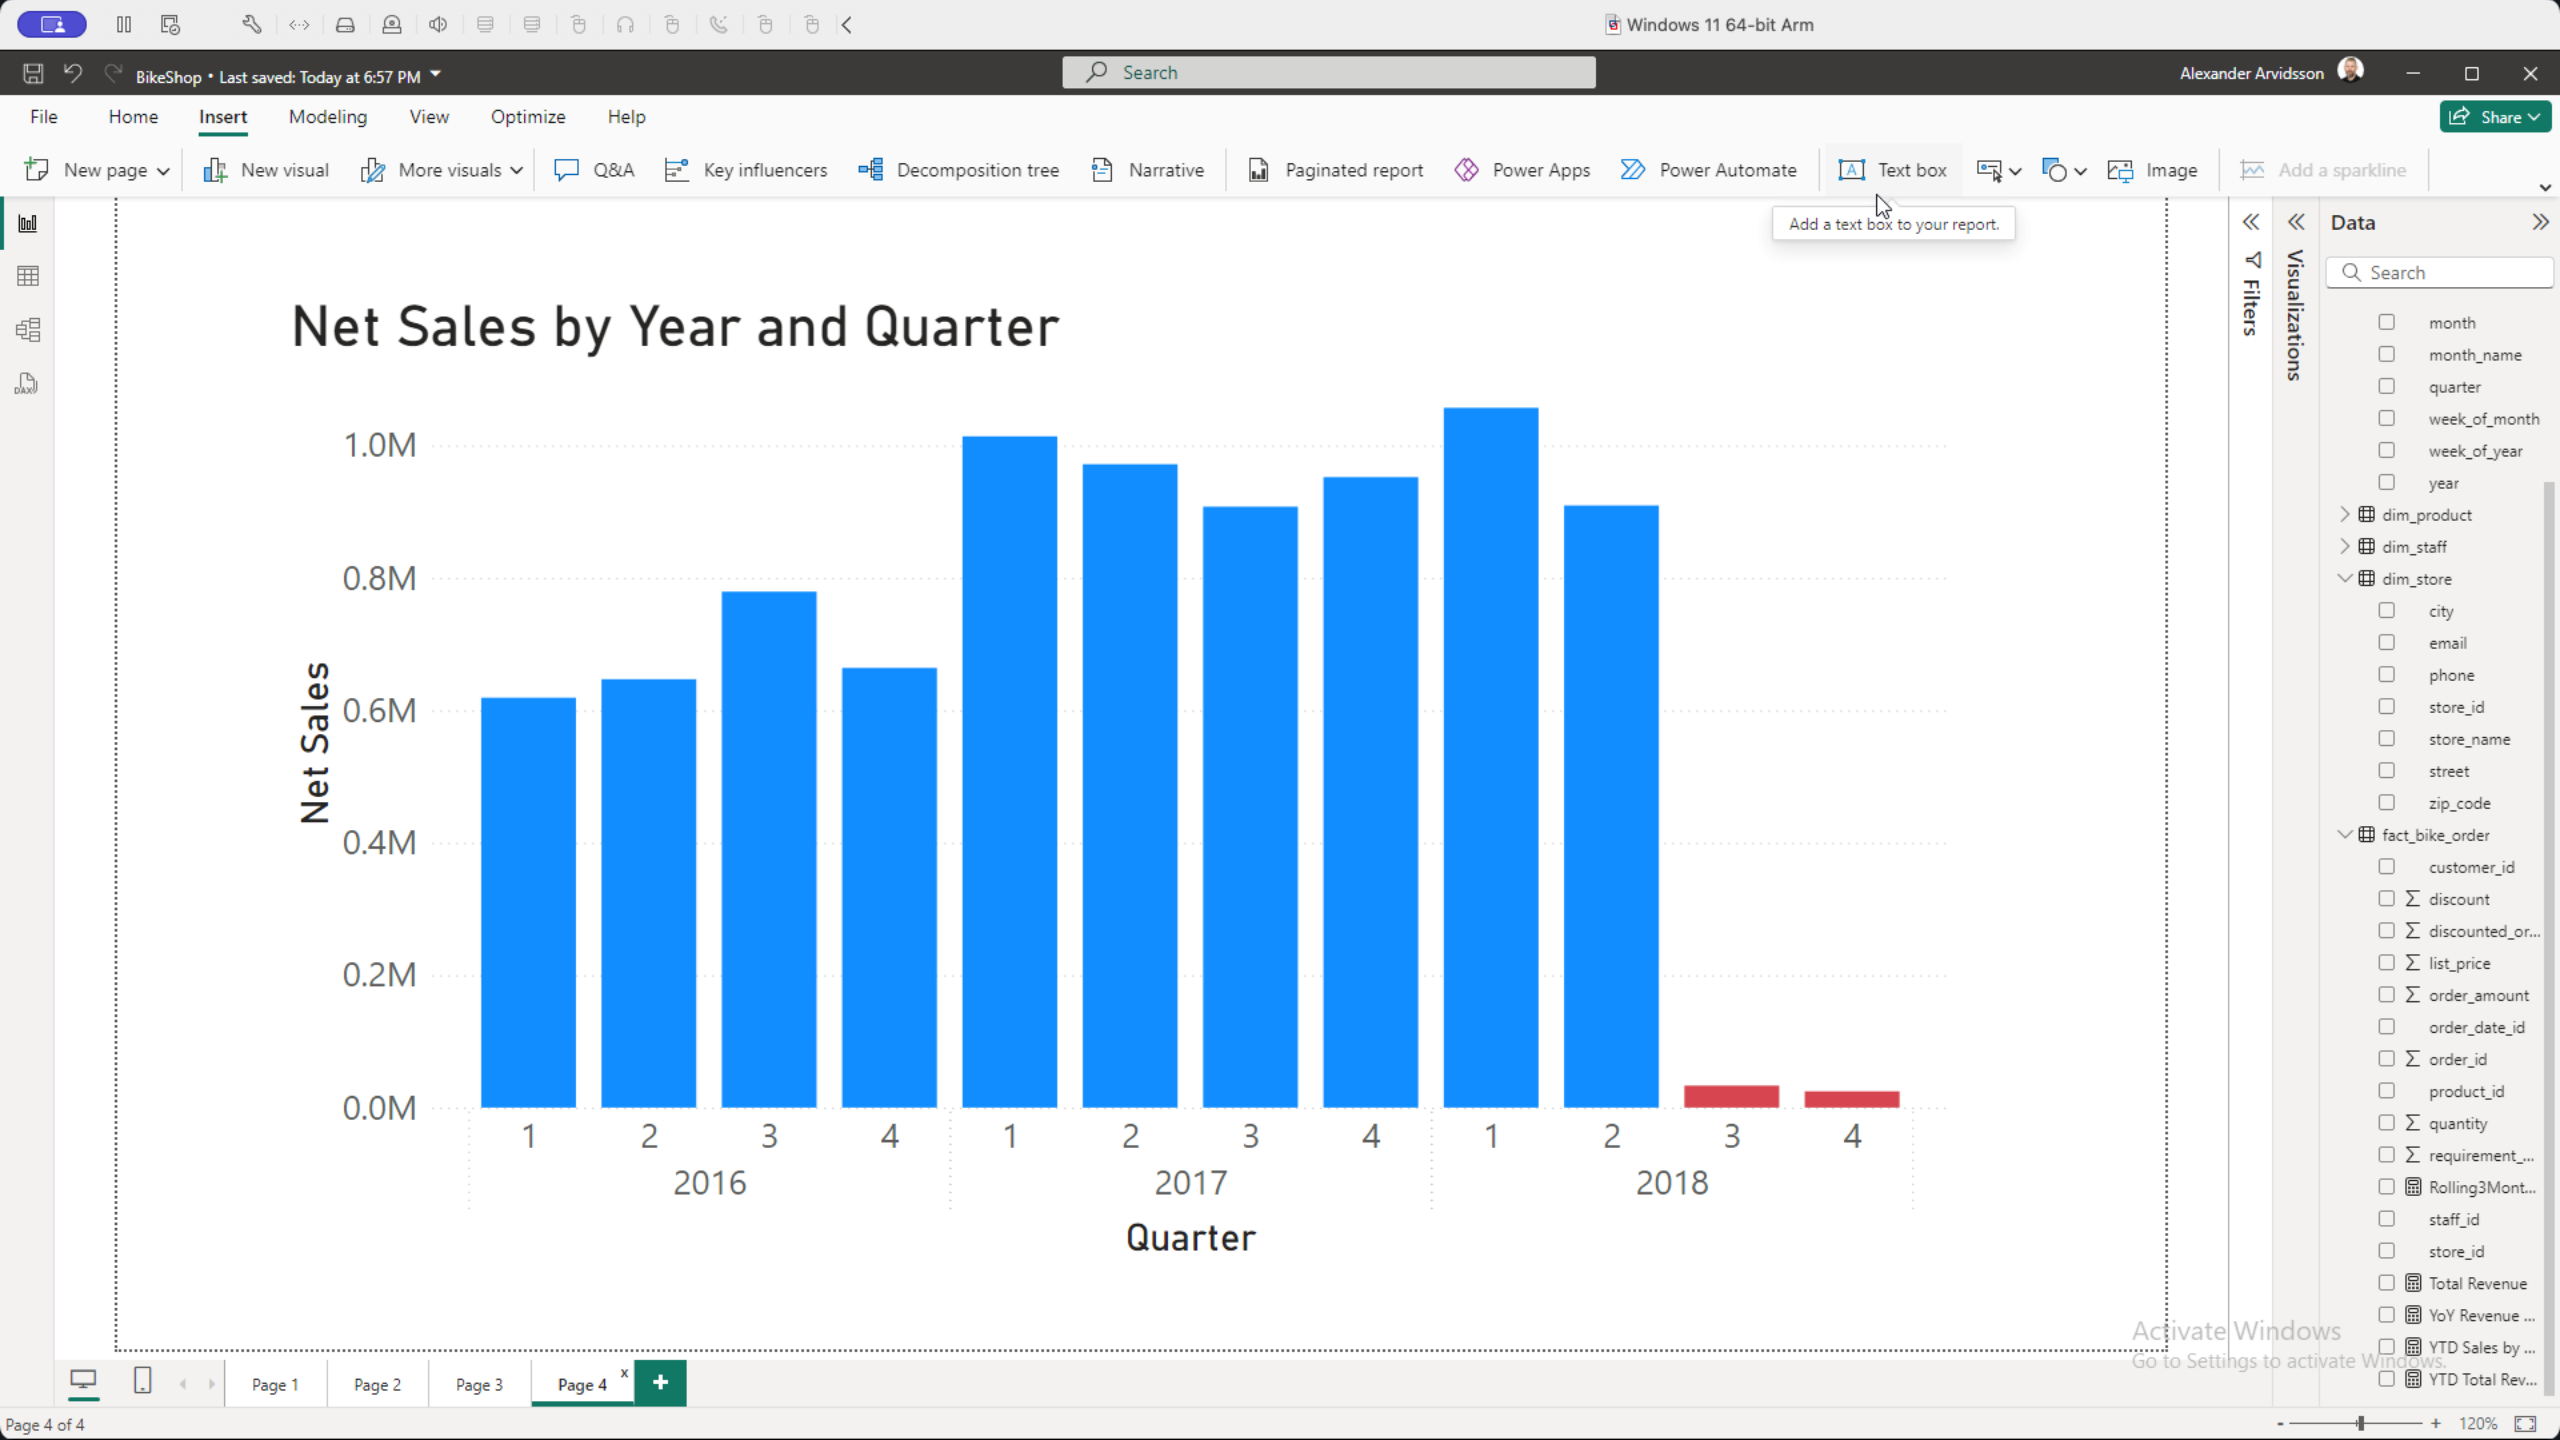 Windows 11 64-bit Arm
BikeShop • Last saved: Today at 6:57 PM
Search
Alexander Arvidsson
File Home Insert Modeling View Optimize Help
Share
New page New visual More visuals Q&A Key influencers Decomposition tree Narrative Paginated report Power Apps Power Automate Text box Image Add a sparkline
Add a text box to your report.
Net Sales by Year and Quarter
1.0M
0.8M
0.6M
0.4M
0.2M
0.0M
Net Sales
1 2 3 4 1 2 3 4 1 2 3 4
2016 2017 2018
Quarter
Filters
Visualizations
Data
Search
month
month_name
quarter
week_of_month
week_of_year
year
dim_product
dim_staff
dim_store
city
email
phone
store_id
store_name
street
zip_code
fact_bike_order
customer_id
discount
discounted_or...
list_price
order_amount
order_date_id
order_id
product_id
quantity
requirement_...
Rolling3Mont...
staff_id
store_id
Total Revenue
YoY Revenue ...
YTD Sales by ...
YTD Total Rev...
Activate Windows
Go to Settings to activate Windows.
DAX
Page 1 Page 2 Page 3 Page 4 x +
Page 4 of 4
- + 120%